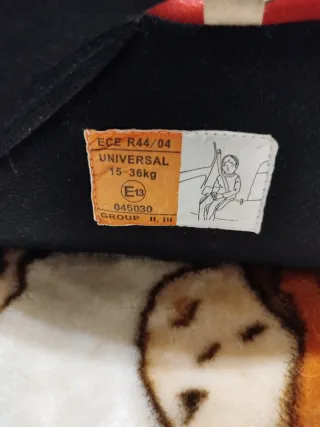 ECE R44/04
UNIVERSAL
15-36kg
E13
045030
GROUP II, III